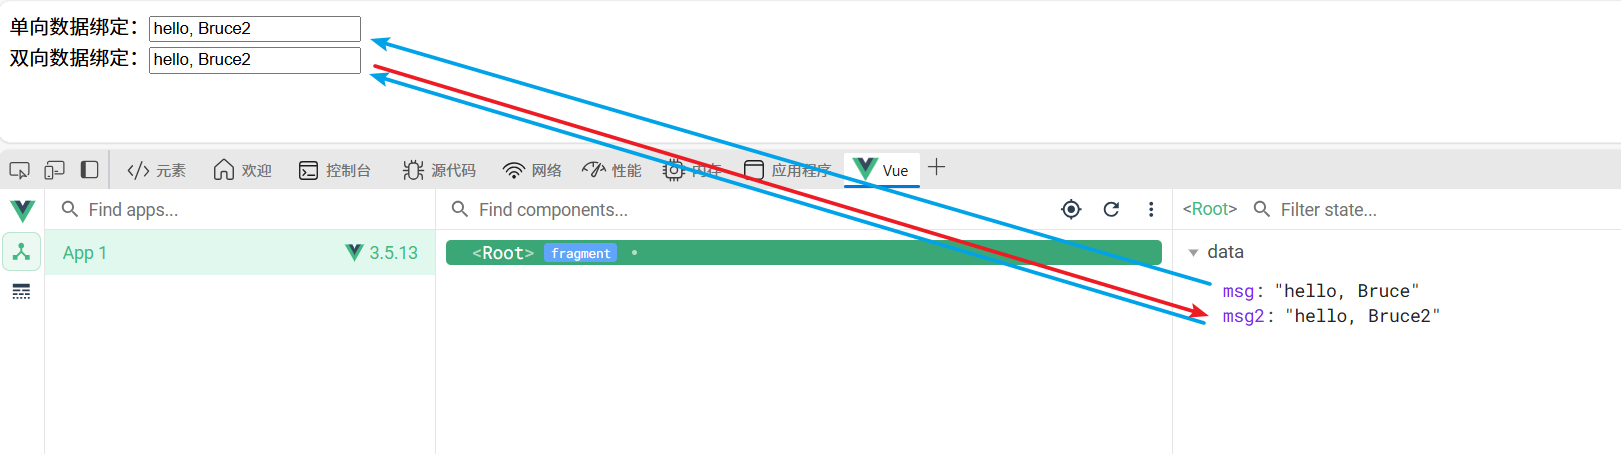 单向数据绑定：hello, Bruce2
双向数据绑定：hello, Bruce2
元素 欢迎 控制台 源代码 网络 性能 内存 应用程序 Vue
Find apps... Find components... <Root> Filter state...
App 1 3.5.13 <Root> fragment data
msg: "hello, Bruce"
msg2: "hello, Bruce2"